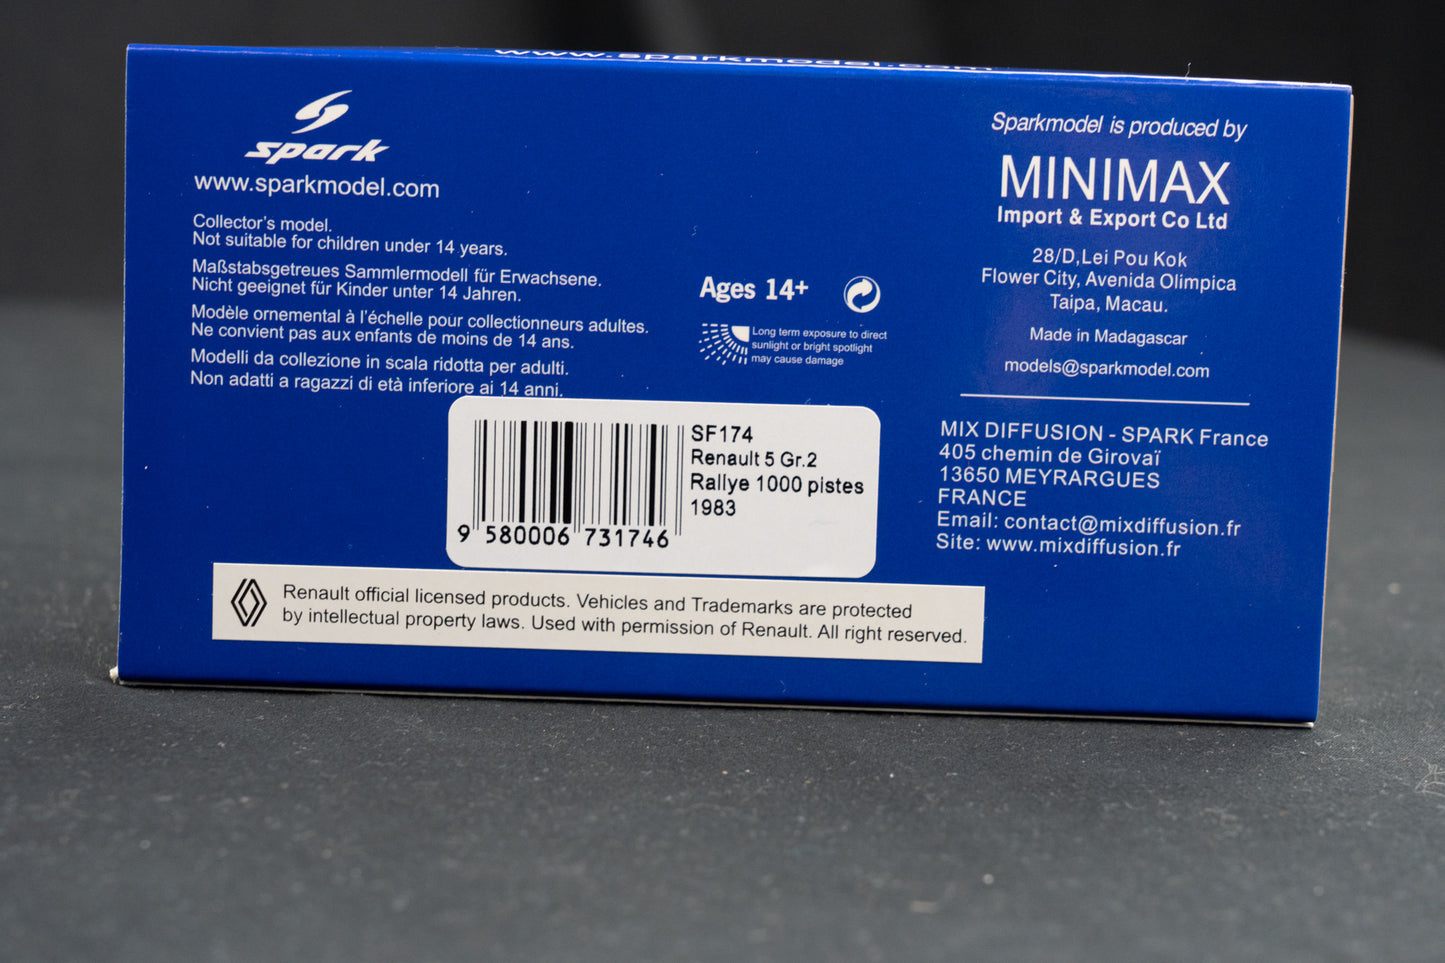 www.sparkmodel.com
spark
www.sparkmodel.com
Collector's model.
Not suitable for children under 14 years.
Maßstabsgetreues Sammlermodell für Erwachsene.
Nicht geeignet für Kinder unter 14 Jahren.
Modèle ornemental à l'échelle pour collectionneurs adultes.
Ne convient pas aux enfants de moins de 14 ans.
Modelli da collezione in scala ridotta per adulti.
Non adatti a ragazzi di età inferiore ai 14 anni.
Ages 14+
Long term exposure to direct
sunlight or bright spotlight
may cause damage
Sparkmodel is produced by
MINIMAX
Import & Export Co Ltd
28/D,Lei Pou Kok
Flower City, Avenida Olimpica
Taipa, Macau.
Made in Madagascar
models@sparkmodel.com
MIX DIFFUSION - SPARK France
405 chemin de Girovaï
13650 MEYRARGUES
FRANCE
Email: contact@mixdiffusion.fr
Site: www.mixdiffusion.fr
SF174
Renault 5 Gr.2
Rallye 1000 pistes
1983
9 580006 731746
Renault official licensed products. Vehicles and Trademarks are protected
by intellectual property laws. Used with permission of Renault. All right reserved.